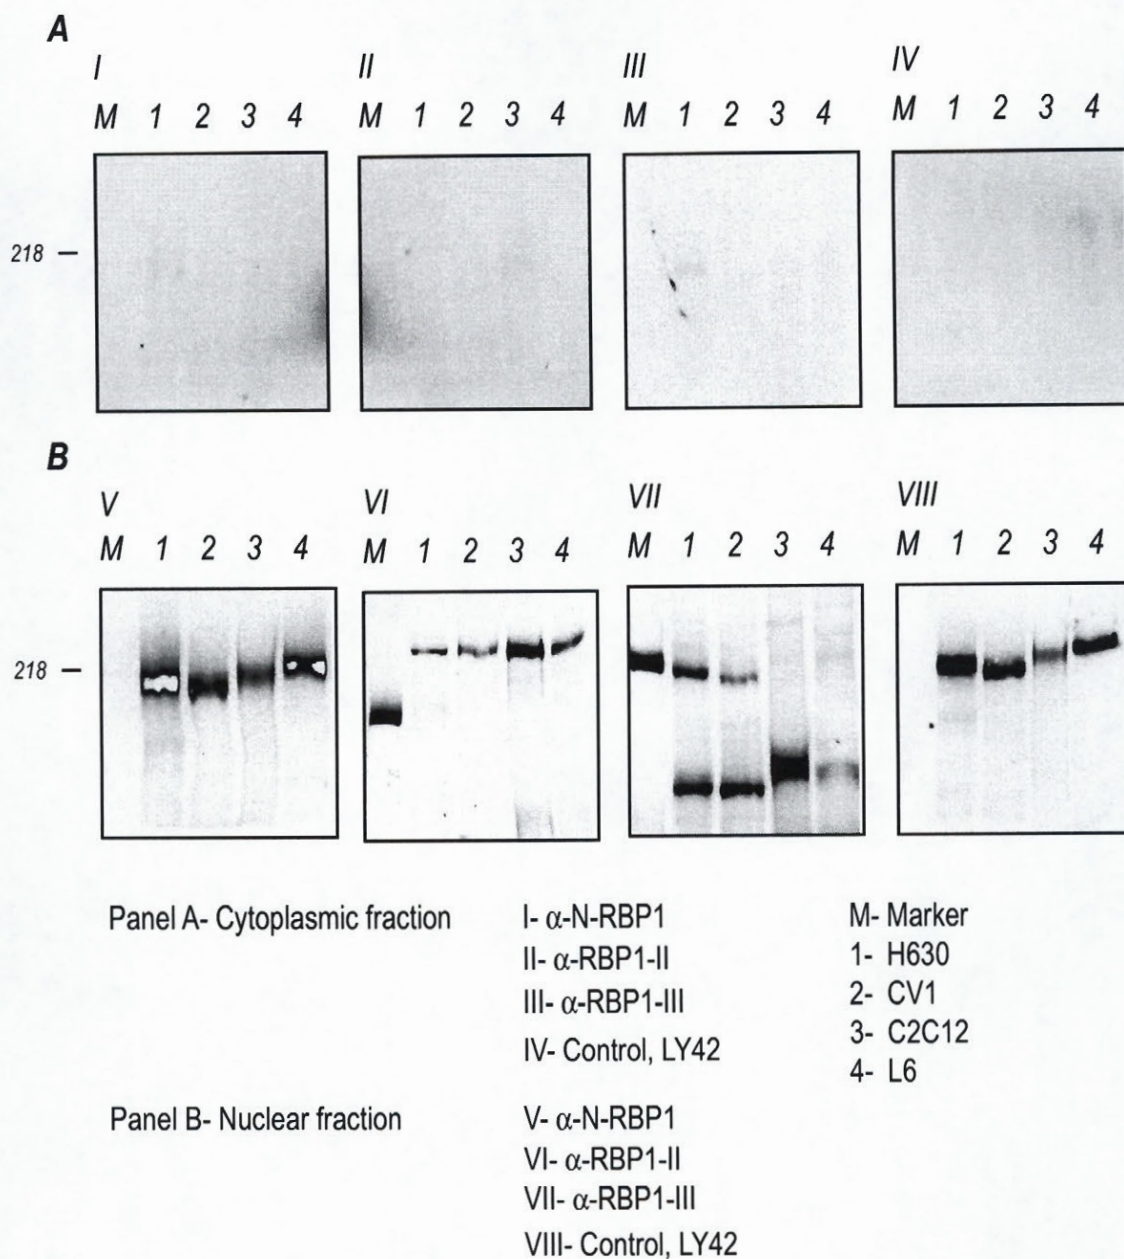 A
I II III IV
M 1 2 3 4 M 1 2 3 4 M 1 2 3 4 M 1 2 3 4
218 —
B
V VI VII VIII
M 1 2 3 4 M 1 2 3 4 M 1 2 3 4 M 1 2 3 4
218 —
Panel A- Cytoplasmic fraction
I- α-N-RBP1
II- α-RBP1-II
III- α-RBP1-III
IV- Control, LY42
M- Marker
1- H630
2- CV1
3- C2C12
4- L6
Panel B- Nuclear fraction
V- α-N-RBP1
VI- α-RBP1-II
VII- α-RBP1-III
VIII- Control, LY42